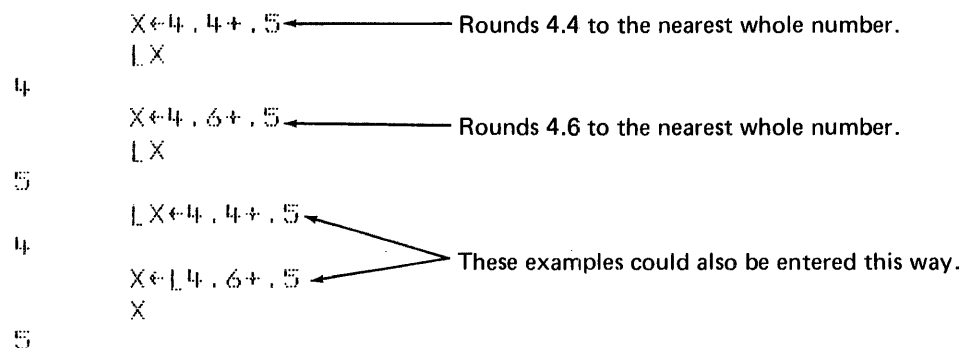 X←4.4+.5 Rounds 4.4 to the nearest whole number.
⌊X
4
X←4.6+.5 Rounds 4.6 to the nearest whole number.
⌊X
5
⌊X←4.4+.5
4
These examples could also be entered this way.
X←⌊4.6+.5
X
5